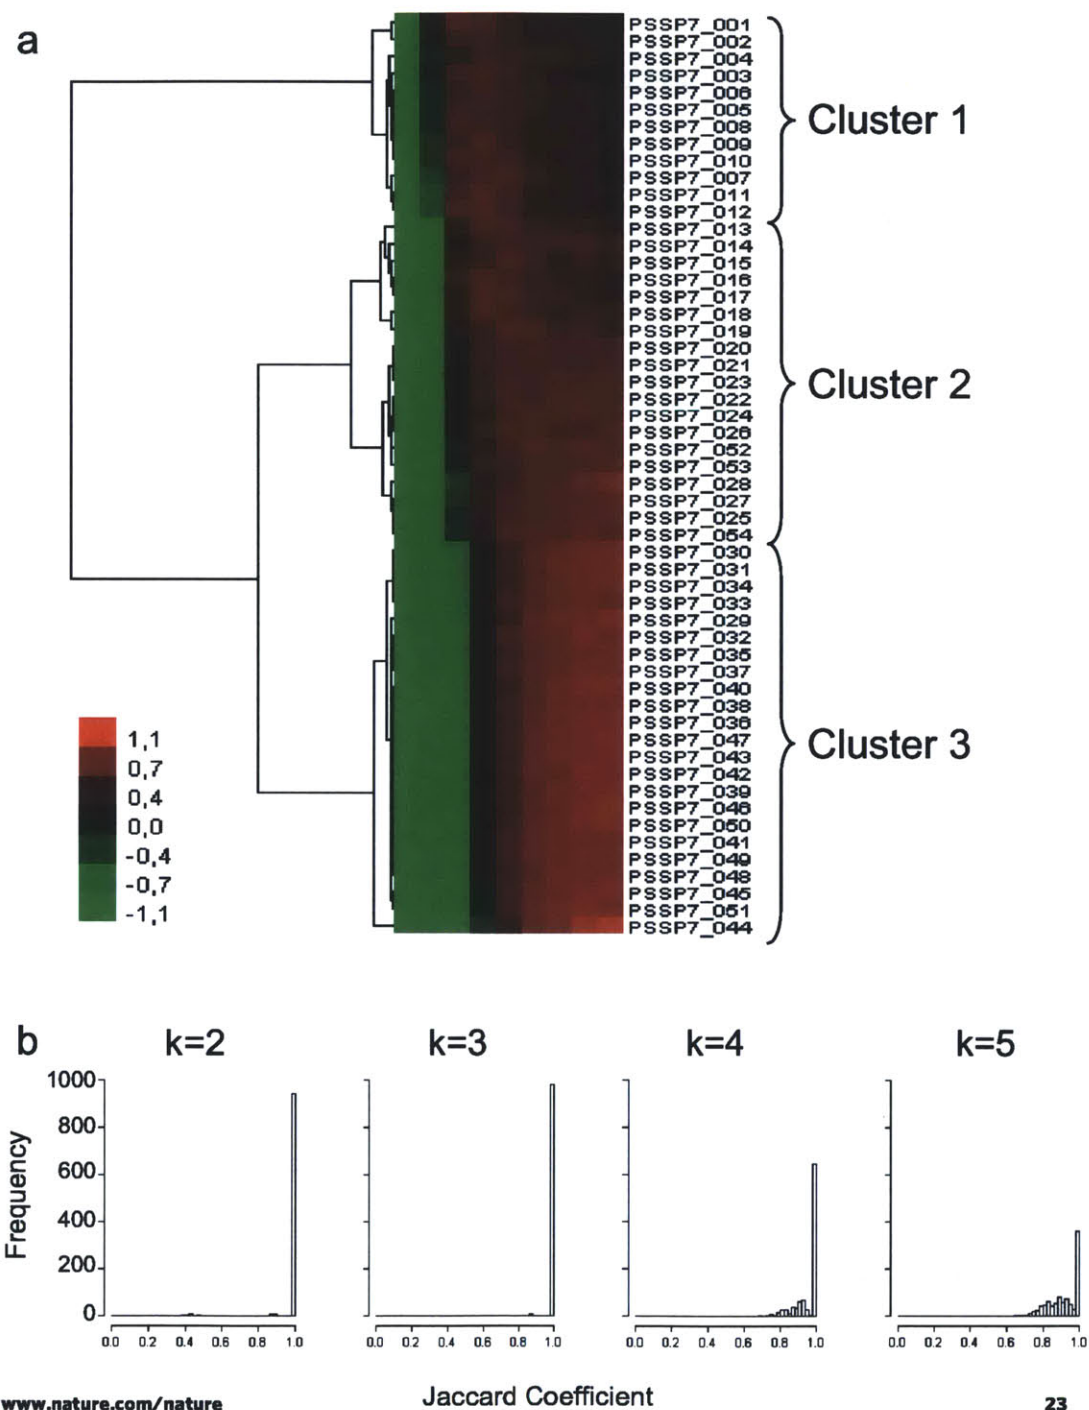 a
PSSP7_001
PSSP7_002
PSSP7_004
PSSP7_003
PSSP7_006
PSSP7_005
PSSP7_008
PSSP7_009
PSSP7_010
PSSP7_007
PSSP7_011
PSSP7_012
PSSP7_013
PSSP7_014
PSSP7_015
PSSP7_016
PSSP7_017
PSSP7_018
PSSP7_019
PSSP7_020
PSSP7_021
PSSP7_023
PSSP7_022
PSSP7_024
PSSP7_026
PSSP7_052
PSSP7_053
PSSP7_028
PSSP7_027
PSSP7_025
PSSP7_054
PSSP7_030
PSSP7_031
PSSP7_034
PSSP7_033
PSSP7_029
PSSP7_032
PSSP7_035
PSSP7_037
PSSP7_040
PSSP7_038
PSSP7_036
PSSP7_047
PSSP7_043
PSSP7_042
PSSP7_039
PSSP7_046
PSSP7_050
PSSP7_041
PSSP7_049
PSSP7_048
PSSP7_045
PSSP7_051
PSSP7_044
Cluster 1
Cluster 2
Cluster 3
1,1
0,7
0,4
0,0
-0,4
-0,7
-1,1
b
k=2 k=3 k=4 k=5
Frequency
1000
800
600
400
200
0
0.0 0.2 0.4 0.6 0.8 1.0
0.0 0.2 0.4 0.6 0.8 1.0
0.0 0.2 0.4 0.6 0.8 1.0
0.0 0.2 0.4 0.6 0.8 1.0
Jaccard Coefficient
www.nature.com/nature
23